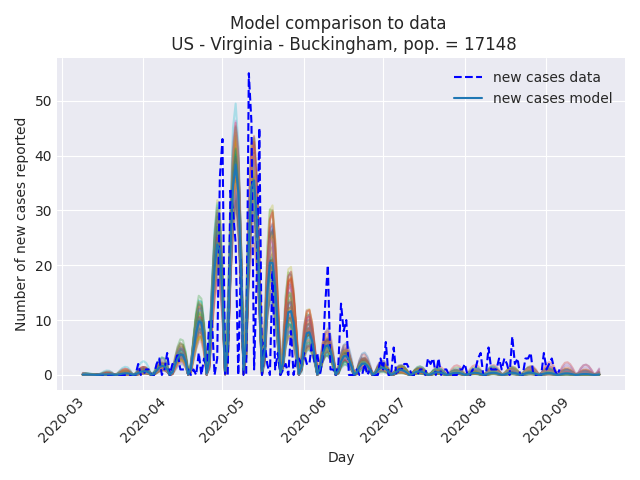 Model comparison to data
US - Virginia - Buckingham, pop. = 17148
new cases data
new cases model
Number of new cases reported
50
40
30
20
10
0
2020-03
2020-04
2020-05
2020-06
2020-07
2020-08
2020-09
Day